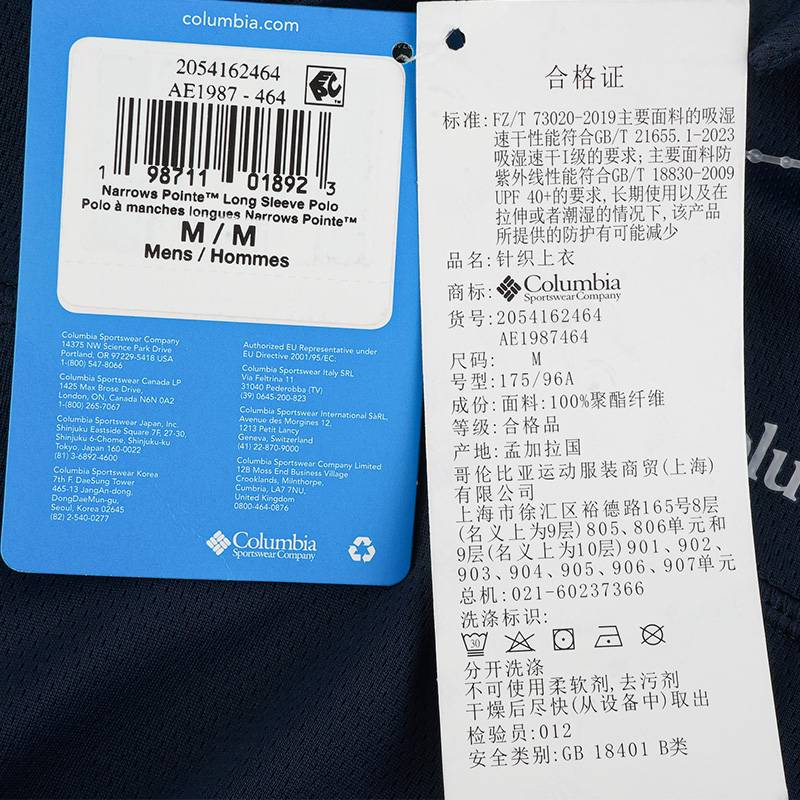 columbia.com
2054162464
AE1987 - 464
1 98711 01892 3
Narrows Pointe™ Long Sleeve Polo
Polo à manches longues Narrows Pointe™
M / M
Mens / Hommes
Columbia Sportswear Company
14375 NW Science Park Drive
Portland, OR 97229-5418 USA
1-(800) 547-8066
Columbia Sportswear Canada LP
1425 Max Brose Drive,
London, ON, Canada N6N 0A2
1-(800) 265-7067
Columbia Sportswear Japan, Inc.
Shinjuku Eastside Square 7F, 27-30,
Shinjuku 6-Chome, Shinjuku-ku
Tokyo, Japan 160-0022
(81) 3-6892-4600
Columbia Sportswear Korea
7th F. DaeSung Tower
465-13 JangAn-dong,
DongDaeMun-gu,
Seoul, Korea 02645
(82) 2-540-0277
Authorized EU Representative under
EU Directive 2001/95/EC:
Columbia Sportswear Italy SRL
Via Feltrina 11
31040 Pederobba (TV)
(39) 0645-200-823
Columbia Sportswear International SàRL,
Avenue des Morgines 12,
1213 Petit Lancy
Geneva, Switzerland
(41) 22-870-9000
Columbia Sportswear Company Limited
12B Moss End Business Village
Crooklands, Milnthorpe,
Cumbria, LA7 7NU,
United Kingdom
0800-464-0876
Columbia
Sportswear Company
合格证
标准:FZ/T 73020-2019主要面料的吸湿
速干性能符合GB/T 21655.1-2023
吸湿速干I级的要求;主要面料防
紫外线性能符合GB/T 18830-2009
UPF 40+的要求,长期使用以及在
拉伸或者潮湿的情况下,该产品
所提供的防护有可能减少
品名:针织上衣
商标:Columbia
Sportswear Company
货号:2054162464
AE1987464
尺码: M
号型:175/96A
成份:面料:100%聚酯纤维
等级:合格品
产地:孟加拉国
哥伦比亚运动服装商贸(上海)
有限公司
上海市徐汇区裕德路165号8层
(名义上为9层)805、806单元和
9层(名义上为10层)901、902、
903、904、905、906、907单元
总机:021-60237366
洗涤标识:
30
分开洗涤
不可使用柔软剂,去污剂
干燥后尽快(从设备中)取出
检验员:012
安全类别:GB 18401 B类
olu